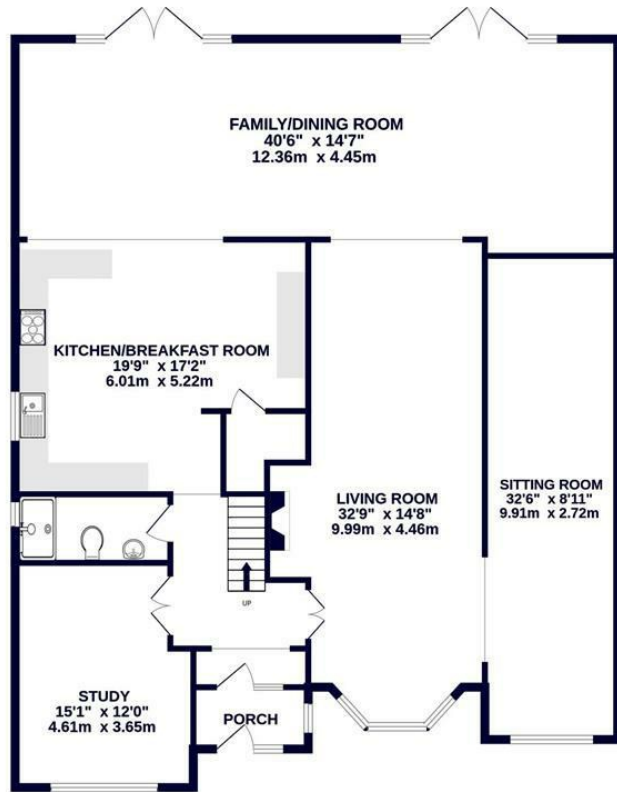 FAMILY/DINING ROOM
40'6" x 14'7"
12.36m x 4.45m
KITCHEN/BREAKFAST ROOM
19'9" x 17'2"
6.01m x 5.22m
LIVING ROOM
32'9" x 14'8"
9.99m x 4.46m
SITTING ROOM
32'6" x 8'11"
9.91m x 2.72m
UP
STUDY
15'1" x 12'0"
4.61m x 3.65m
PORCH